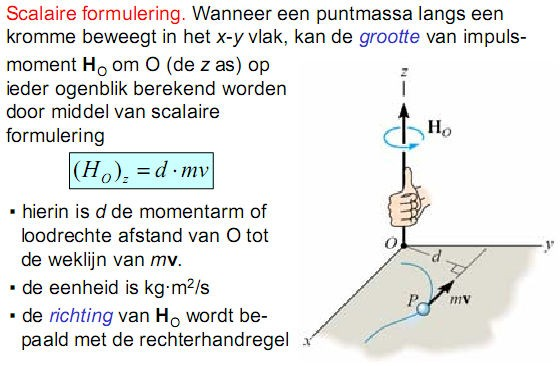 Scalaire formulering. Wanneer een puntmassa langs een
kromme beweegt in het x-y vlak, kan de grootte van impuls-
moment H_O om O (de z as) op
ieder ogenblik berekend worden
door middel van scalaire
formulering
(H_O)_z = d · mv
▪ hierin is d de momentarm of
loodrechte afstand van O tot
de weklijn van mv.
▪ de eenheid is kg·m²/s
▪ de richting van H_O wordt be-
paald met de rechterhandregel
z
H_O
O
y
d
P
mv
x